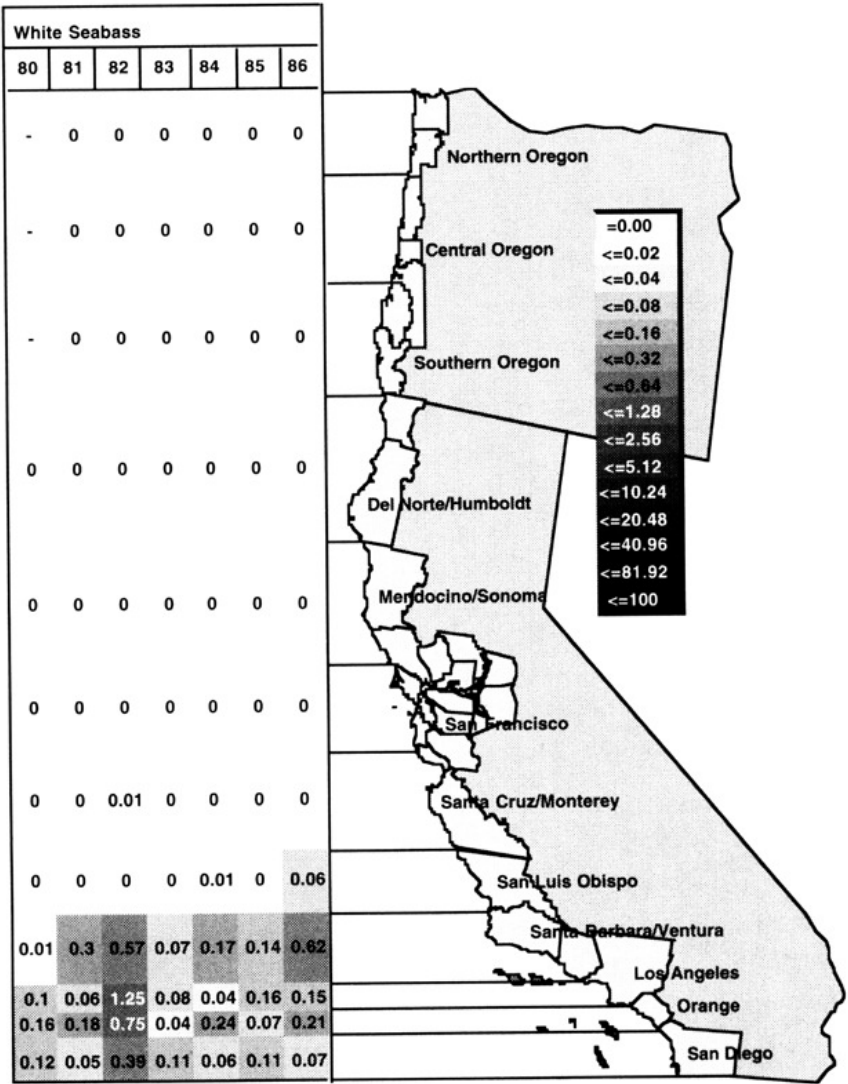 White Seabass
80 81 82 83 84 85 86
- 0 0 0 0 0 0
Northern Oregon
- 0 0 0 0 0 0
Central Oregon
- 0 0 0 0 0 0
Southern Oregon
0 0 0 0 0 0 0
Del Norte/Humboldt
0 0 0 0 0 0 0
Mendocino/Sonoma
0 0 0 0 0 0 0
San Francisco
0 0 0.01 0 0 0 0
Santa Cruz/Monterey
0 0 0 0 0.01 0 0.06
San Luis Obispo
0.01 0.3 0.57 0.07 0.17 0.14 0.62
Santa Barbara/Ventura
0.1 0.06 1.25 0.08 0.04 0.16 0.15
Los Angeles
0.16 0.18 0.75 0.04 0.24 0.07 0.21
Orange
0.12 0.05 0.39 0.11 0.06 0.11 0.07
San Diego
=0.00
<=0.02
<=0.04
<=0.08
<=0.16
<=0.32
<=0.64
<=1.28
<=2.56
<=5.12
<=10.24
<=20.48
<=40.96
<=81.92
<=100